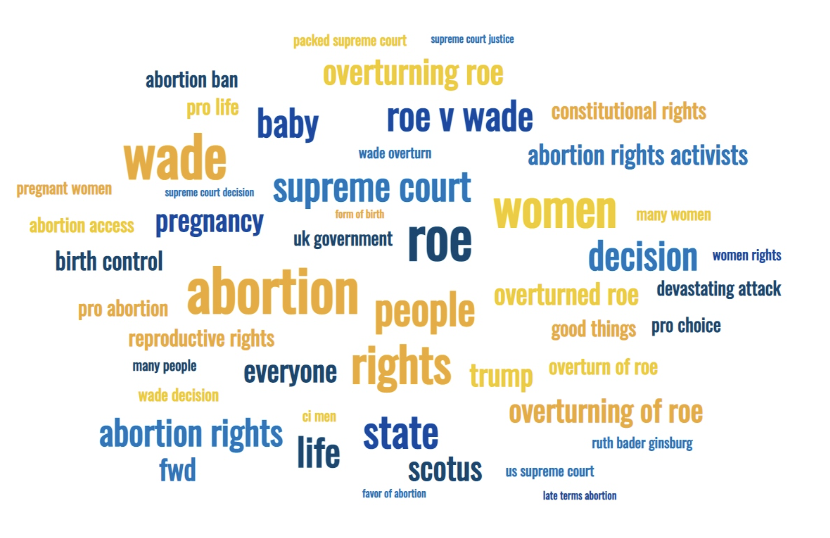 packed supreme court
supreme court justice
overturning roe
abortion ban
pro life
baby
roe v wade
constitutional rights
wade
wade overturn
abortion rights activists
pregnant women
supreme court decision
supreme court
women
many women
form of birth
abortion access
pregnancy
uk government
roe
birth control
decision
women rights
abortion
people
overturned roe
devastating attack
pro abortion
good things
pro choice
reproductive rights
many people
everyone
rights
trump
overturn of roe
wade decision
ci men
overturning of roe
abortion rights
life
state
ruth bader ginsburg
fwd
scotus
us supreme court
favor of abortion
late terms abortion